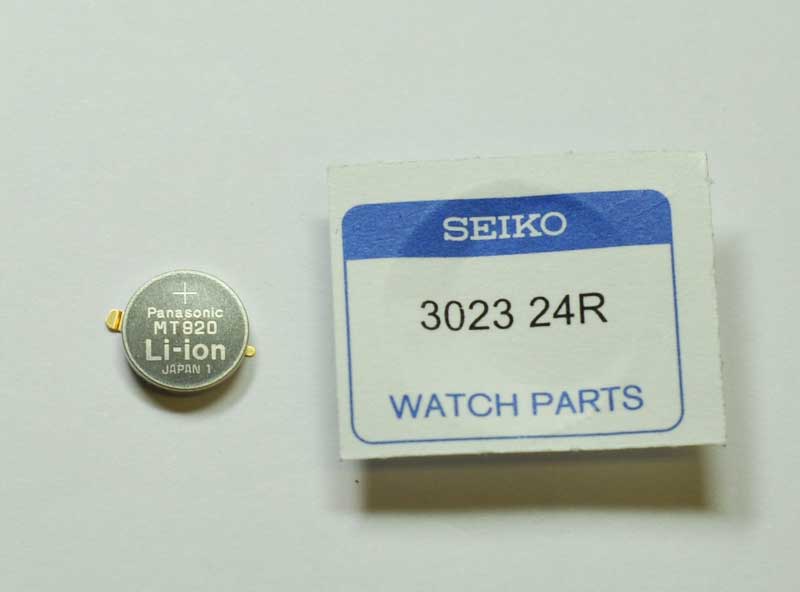 +
Panasonic
MT920
Li-ion
JAPAN 1
SEIKO
3023 24R
WATCH PARTS